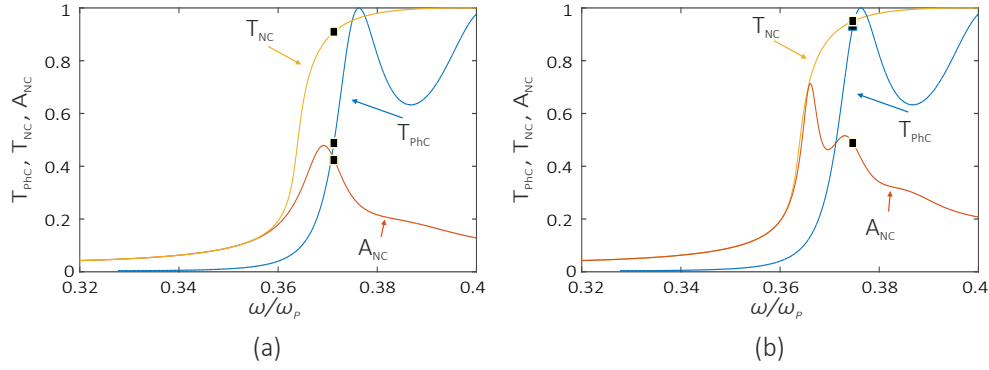 T_PhC , T_NC , A_NC
1
0.8
0.6
0.4
0.2
0
0.32
0.34
0.36
0.38
0.4
ω/ω_P
T_NC
T_PhC
A_NC
(a)
T_PhC , T_NC , A_NC
1
0.8
0.6
0.4
0.2
0
0.32
0.34
0.36
0.38
0.4
ω/ω_P
T_NC
T_PhC
A_NC
(b)